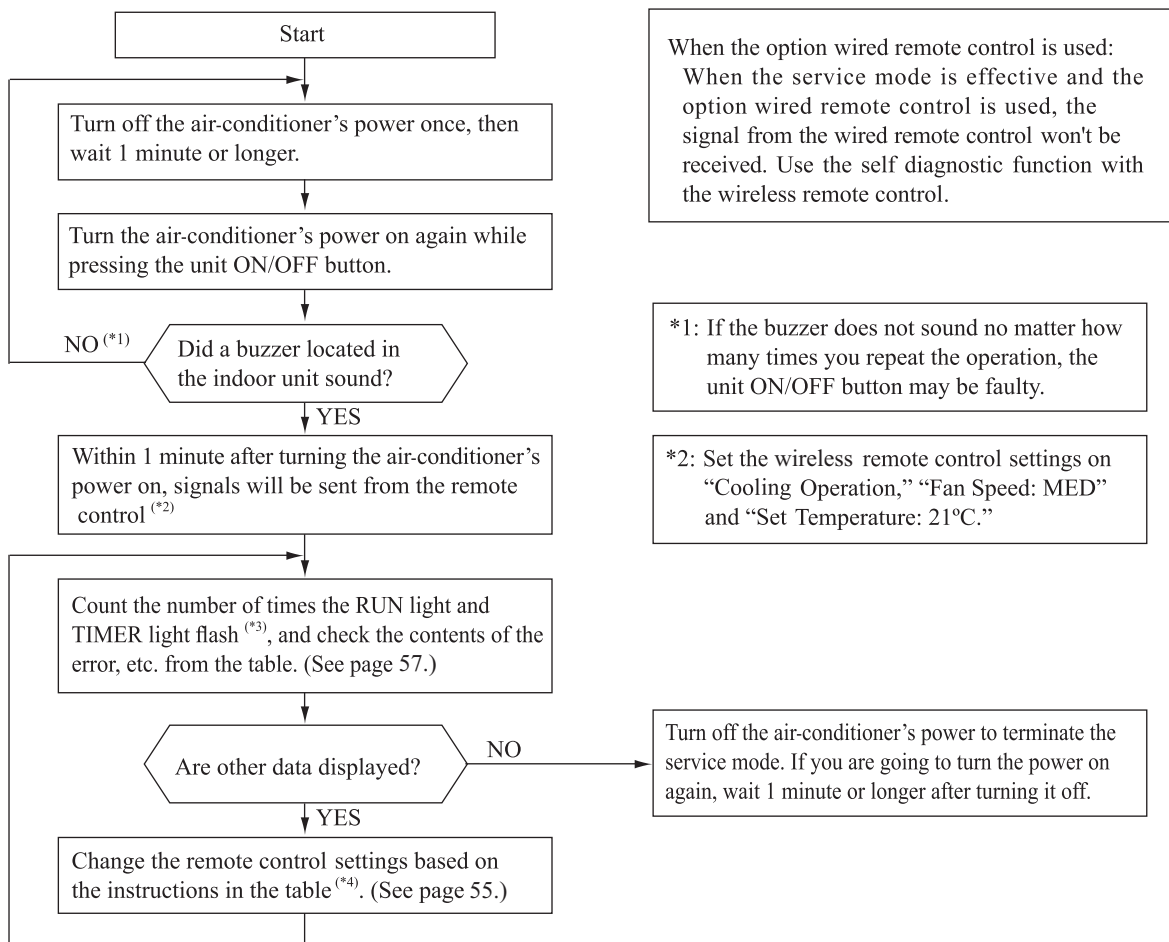 Start
Turn off the air-conditioner's power once, then
wait 1 minute or longer.
Turn the air-conditioner's power on again while
pressing the unit ON/OFF button.
NO (*1)
Did a buzzer located in
the indoor unit sound?
YES
Within 1 minute after turning the air-conditioner's
power on, signals will be sent from the remote
control (*2)
Count the number of times the RUN light and
TIMER light flash (*3), and check the contents of the
error, etc. from the table. (See page 57.)
Are other data displayed?
NO
YES
Change the remote control settings based on
the instructions in the table (*4). (See page 55.)
When the option wired remote control is used:
When the service mode is effective and the
option wired remote control is used, the
signal from the wired remote control won't be
received. Use the self diagnostic function with
the wireless remote control.
*1: If the buzzer does not sound no matter how
many times you repeat the operation, the
unit ON/OFF button may be faulty.
*2: Set the wireless remote control settings on
“Cooling Operation,” “Fan Speed: MED”
and “Set Temperature: 21ºC.”
Turn off the air-conditioner's power to terminate the
service mode. If you are going to turn the power on
again, wait 1 minute or longer after turning it off.